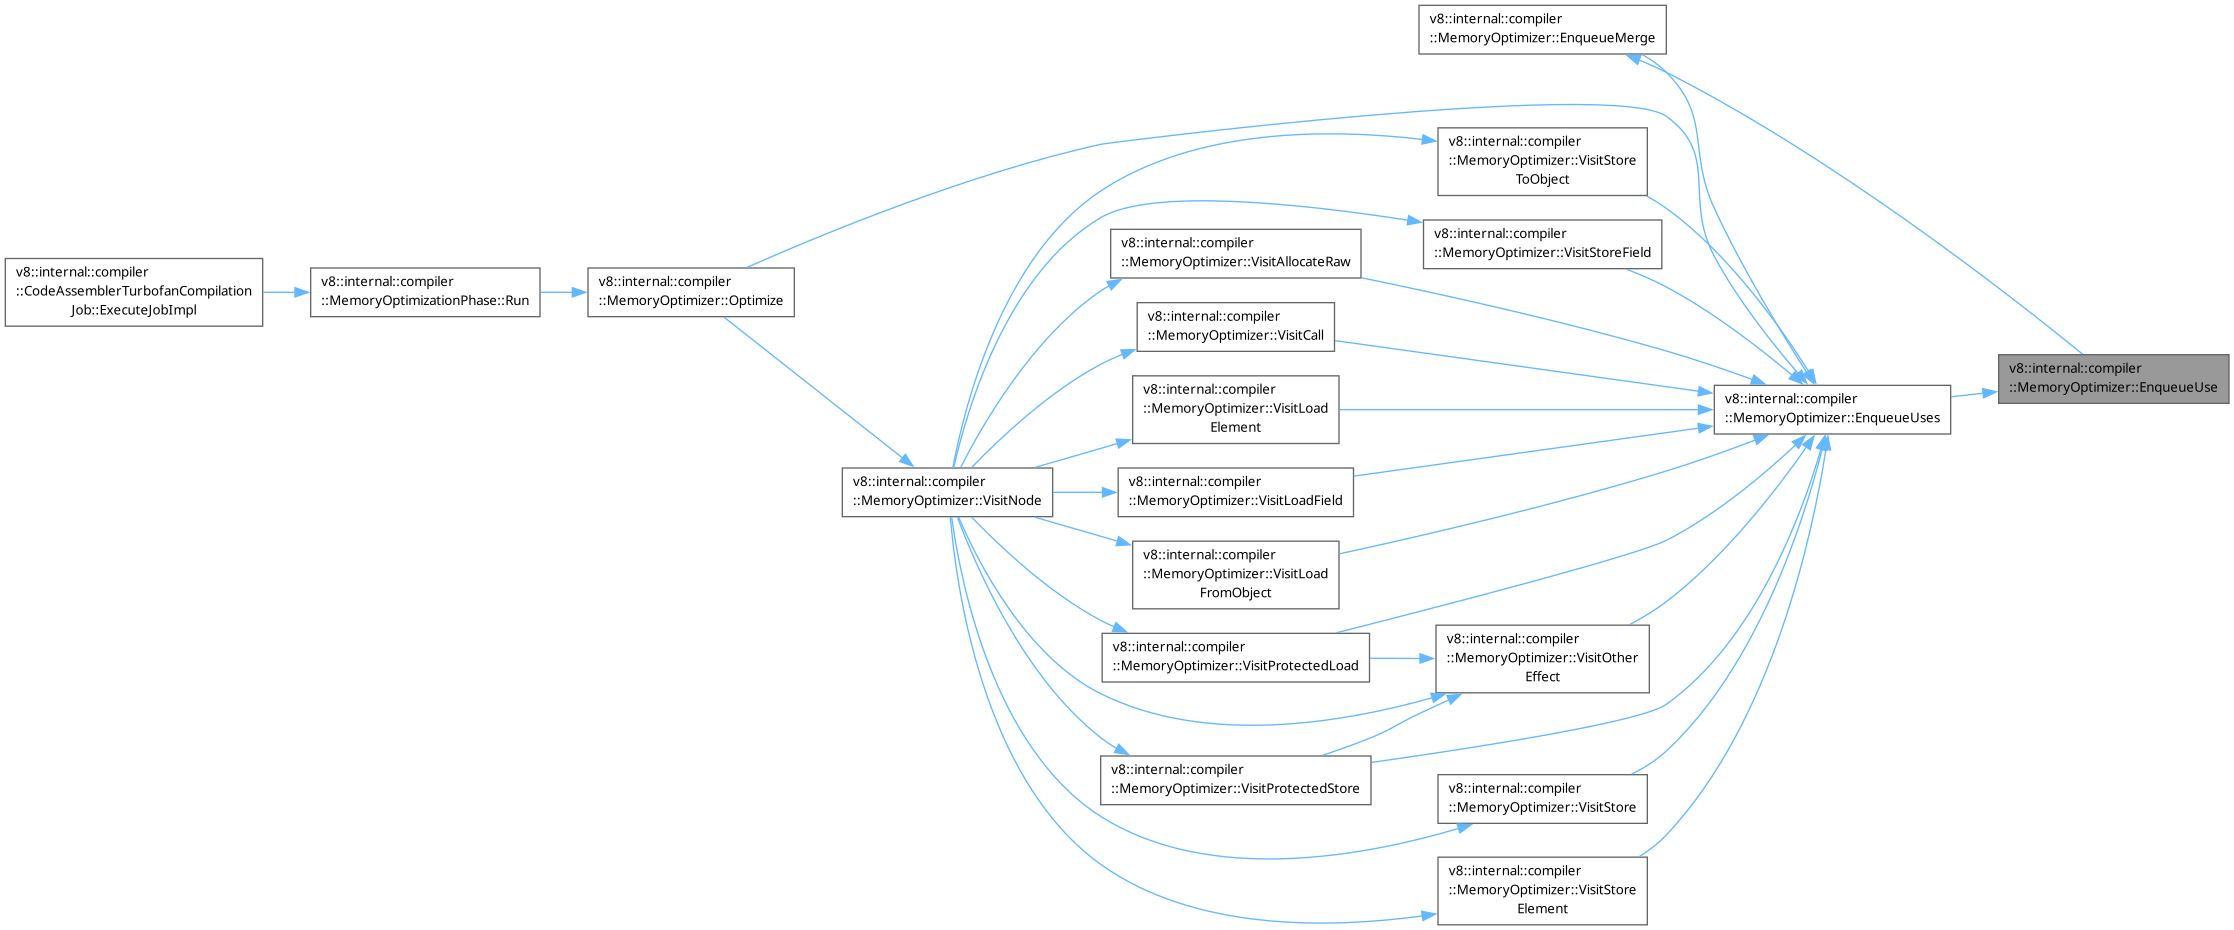 v8::internal::compiler
::MemoryOptimizer::EnqueueMerge
v8::internal::compiler
::MemoryOptimizer::VisitStore
ToObject
v8::internal::compiler
::MemoryOptimizer::VisitStoreField
v8::internal::compiler
::MemoryOptimizer::VisitAllocateRaw
v8::internal::compiler
::CodeAssemblerTurbofanCompilation
Job::ExecuteJobImpl
v8::internal::compiler
::MemoryOptimizationPhase::Run
v8::internal::compiler
::MemoryOptimizer::Optimize
v8::internal::compiler
::MemoryOptimizer::VisitCall
v8::internal::compiler
::MemoryOptimizer::EnqueueUse
v8::internal::compiler
::MemoryOptimizer::VisitLoad
Element
v8::internal::compiler
::MemoryOptimizer::EnqueueUses
v8::internal::compiler
::MemoryOptimizer::VisitNode
v8::internal::compiler
::MemoryOptimizer::VisitLoadField
v8::internal::compiler
::MemoryOptimizer::VisitLoad
FromObject
v8::internal::compiler
::MemoryOptimizer::VisitProtectedLoad
v8::internal::compiler
::MemoryOptimizer::VisitOther
Effect
v8::internal::compiler
::MemoryOptimizer::VisitProtectedStore
v8::internal::compiler
::MemoryOptimizer::VisitStore
v8::internal::compiler
::MemoryOptimizer::VisitStore
Element